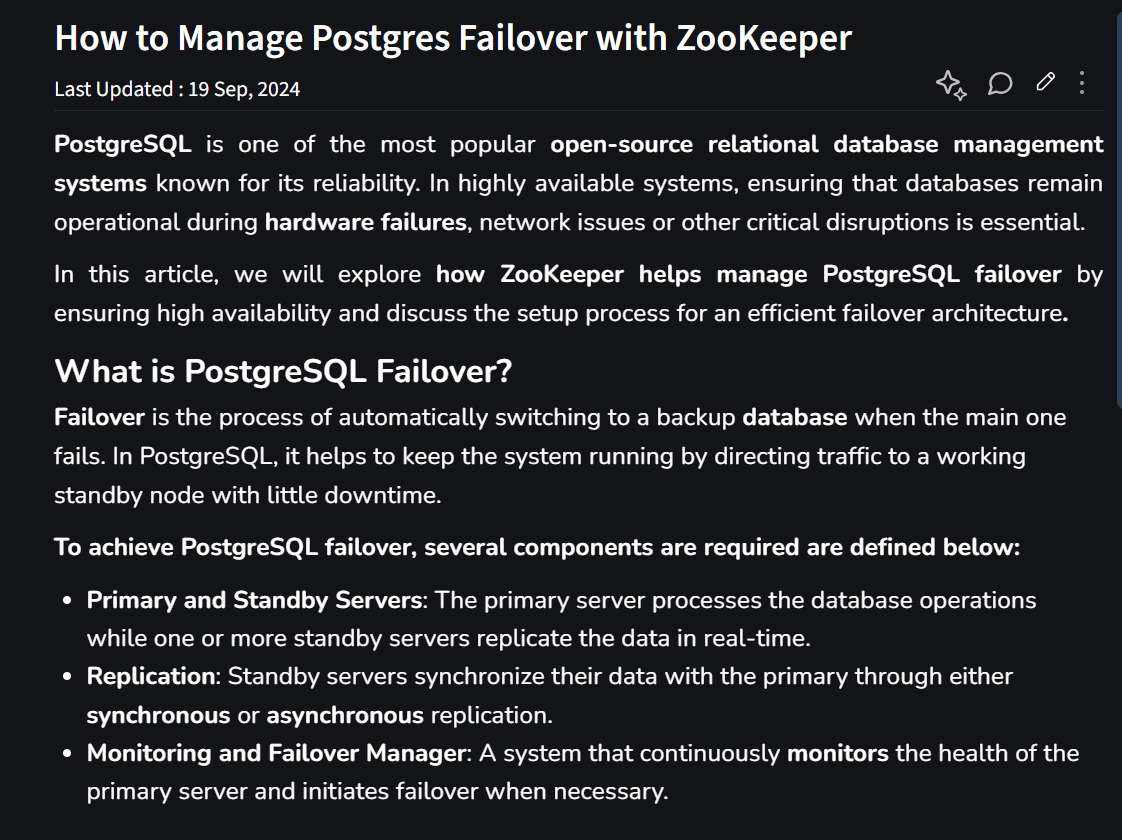 How to Manage Postgres Failover with ZooKeeper
Last Updated : 19 Sep, 2024
PostgreSQL is one of the most popular open-source relational database management
systems known for its reliability. In highly available systems, ensuring that databases remain
operational during hardware failures, network issues or other critical disruptions is essential.
In this article, we will explore how ZooKeeper helps manage PostgreSQL failover by
ensuring high availability and discuss the setup process for an efficient failover architecture.
What is PostgreSQL Failover?
Failover is the process of automatically switching to a backup database when the main one
fails. In PostgreSQL, it helps to keep the system running by directing traffic to a working
standby node with little downtime.
To achieve PostgreSQL failover, several components are required are defined below:
• Primary and Standby Servers: The primary server processes the database operations
while one or more standby servers replicate the data in real-time.
• Replication: Standby servers synchronize their data with the primary through either
synchronous or asynchronous replication.
• Monitoring and Failover Manager: A system that continuously monitors the health of the
primary server and initiates failover when necessary.